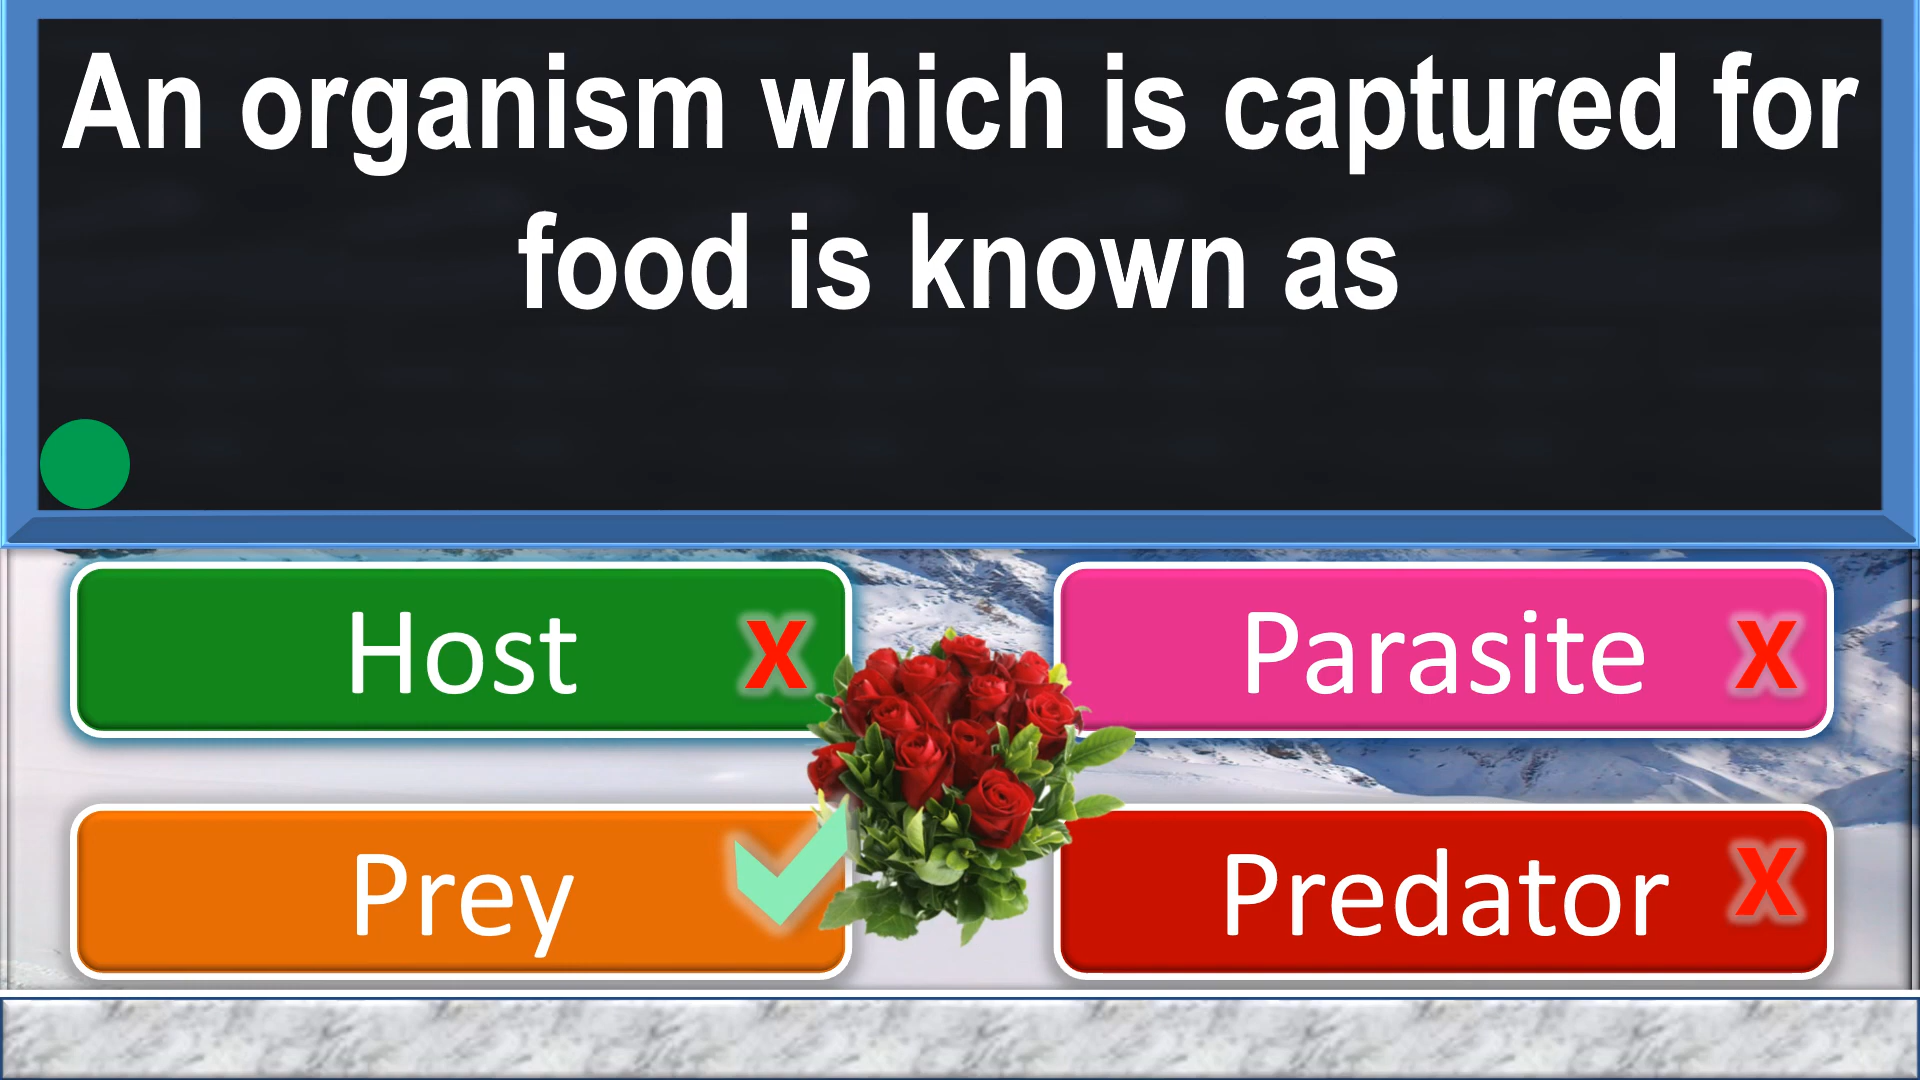 An organism which is captured for
food is known as
Host X
Parasite X
Prey
Predator X